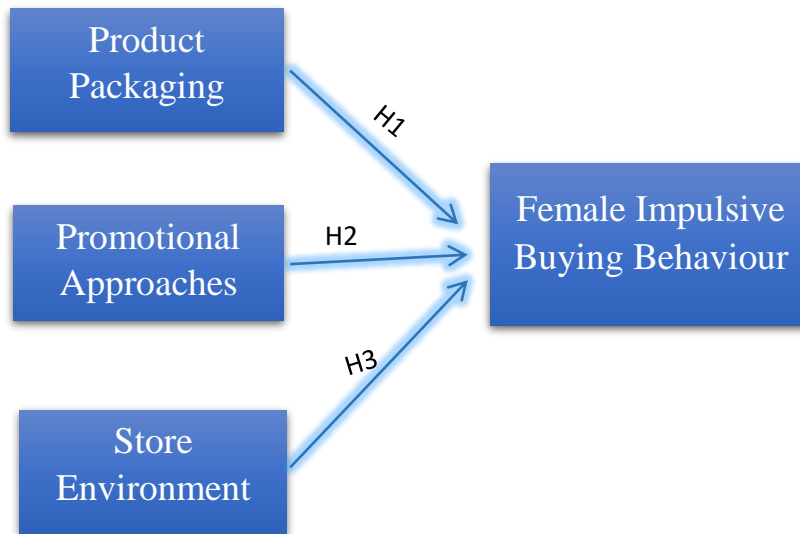 Product
Packaging
H1
Promotional
Approaches
H2
Female Impulsive
Buying Behaviour
H3
Store
Environment